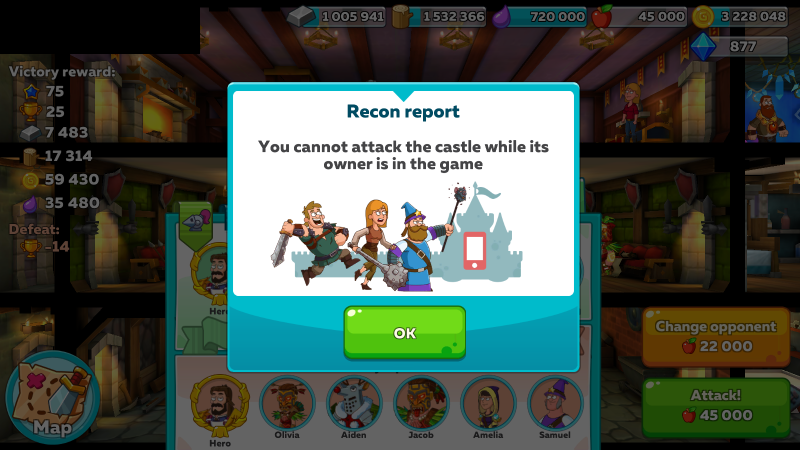 1 005 941
1 532 366
720 000
45 000
3 228 048
877
Victory reward:
75
25
7 483
17 314
59 430
35 480
Defeat:
-14
Recon report
You cannot attack the castle while its
owner is in the game
OK
Change opponent
22 000
Attack!
45 000
Map
Hero
Olivia
Aiden
Jacob
Amelia
Samuel